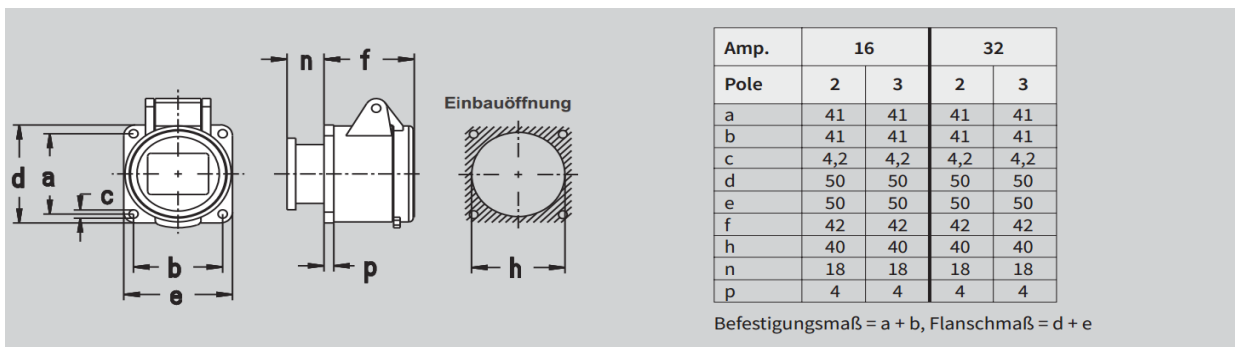 n f
Einbauöffnung
d a c
b
e
p
h
Amp. 16 32
Pole 2 3 2 3
a 41 41 41 41
b 41 41 41 41
c 4,2 4,2 4,2 4,2
d 50 50 50 50
e 50 50 50 50
f 42 42 42 42
h 40 40 40 40
n 18 18 18 18
p 4 4 4 4
Befestigungsmaß = a + b, Flanschmaß = d + e